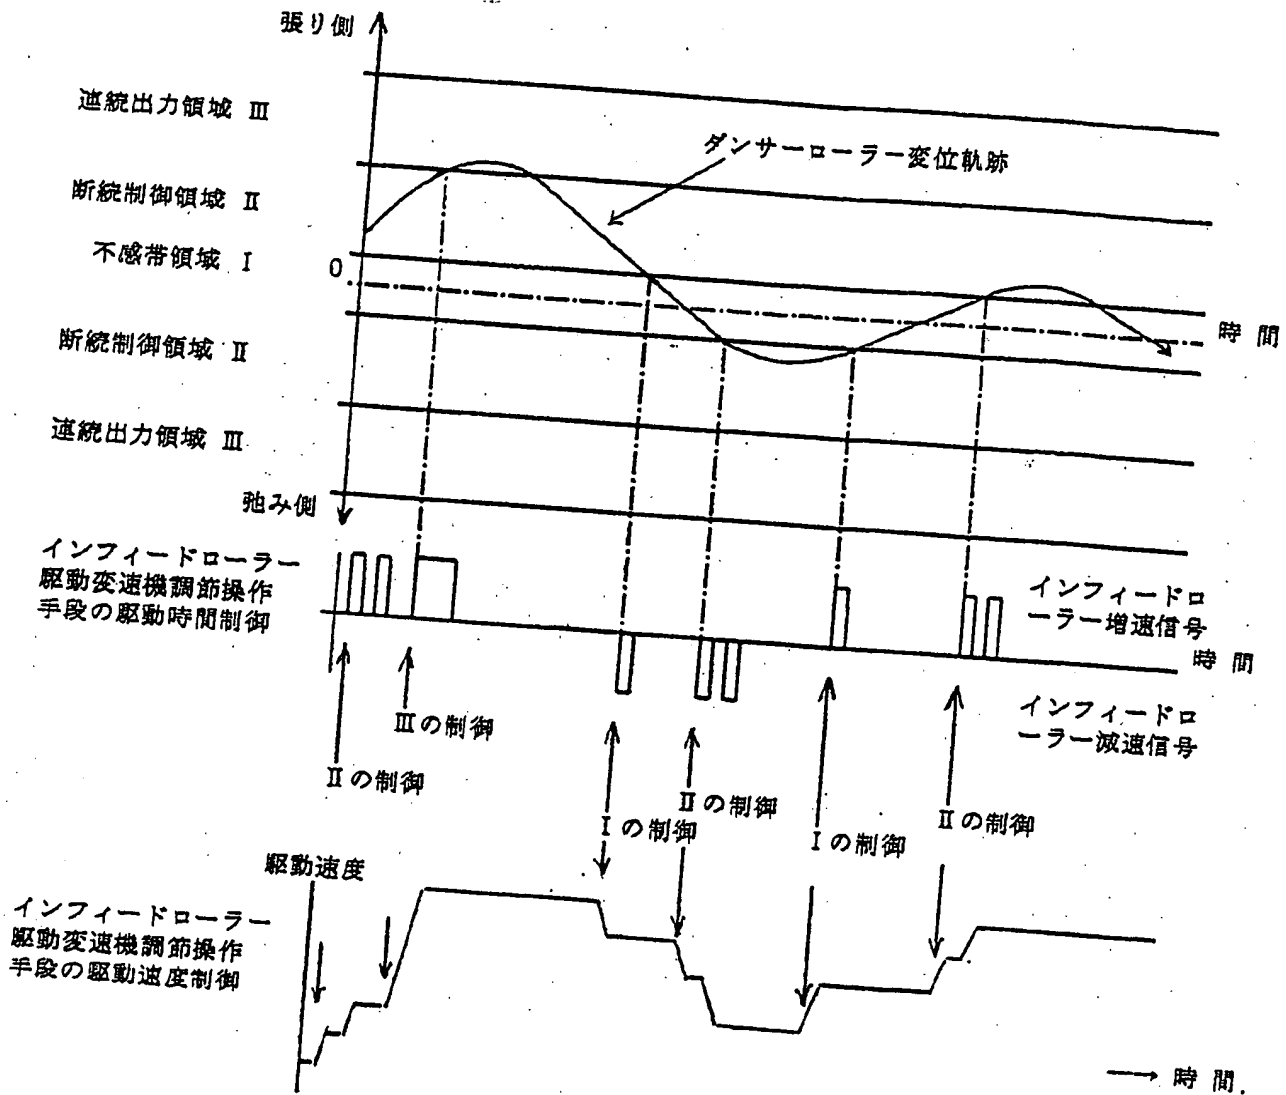 張り側
連続出力領域 Ⅲ
ダンサーローラー変位軌跡
断続制御領域 Ⅱ
不感帯領域 Ⅰ
0
時間
断続制御領域 Ⅱ
連続出力領域 Ⅲ
弛み側
インフィードローラー
駆動変速機調節操作
手段の駆動時間制御
インフィードロ
ーラー増速信号
時間
インフィードロ
ーラー減速信号
Ⅲの制御
Ⅱの制御
Ⅰの制御
Ⅱの制御
Ⅰの制御
Ⅱの制御
駆動速度
インフィードローラー
駆動変速機調節操作
手段の駆動速度制御
時間.